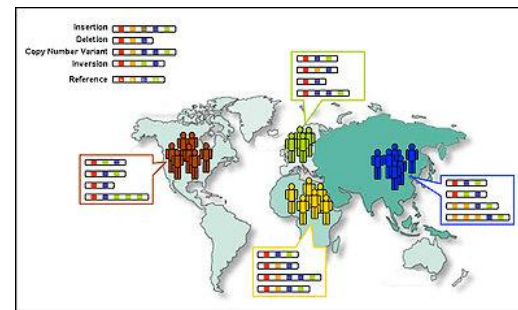 Insertion
Deletion
Copy Number Variant
Inversion
Reference